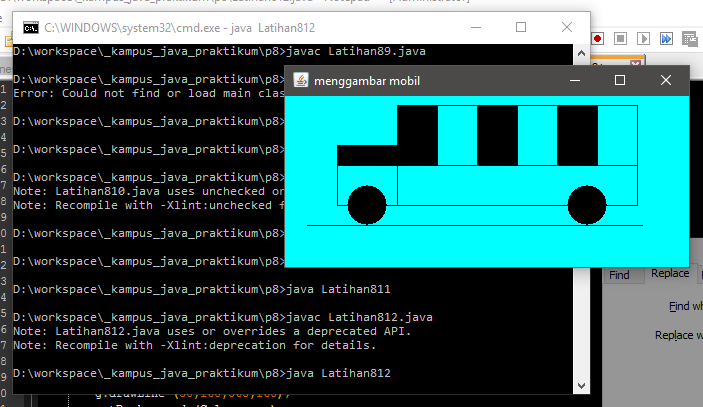 C:\WINDOWS\system32\cmd.exe - java Latihan812
D:\workspace\_kampus_java_praktikum\p8>javac Latihan89.java
D:\workspace\_kampus_java_praktikum\p8>
Error: Could not find or load main clas
D:\workspace\_kampus_java_praktikum\p8>
D:\workspace\_kampus_java_praktikum\p8>
D:\workspace\_kampus_java_praktikum\p8>
Note: Latihan810.java uses unchecked or
Note: Recompile with -Xlint:unchecked f
D:\workspace\_kampus_java_praktikum\p8>
D:\workspace\_kampus_java_praktikum\p8>
D:\workspace\_kampus_java_praktikum\p8>java Latihan811
D:\workspace\_kampus_java_praktikum\p8>javac Latihan812.java
Note: Latihan812.java uses or overrides a deprecated API.
Note: Recompile with -Xlint:deprecation for details.
D:\workspace\_kampus_java_praktikum\p8>java Latihan812
menggambar mobil
Find
Replace
Find wh
Replace w